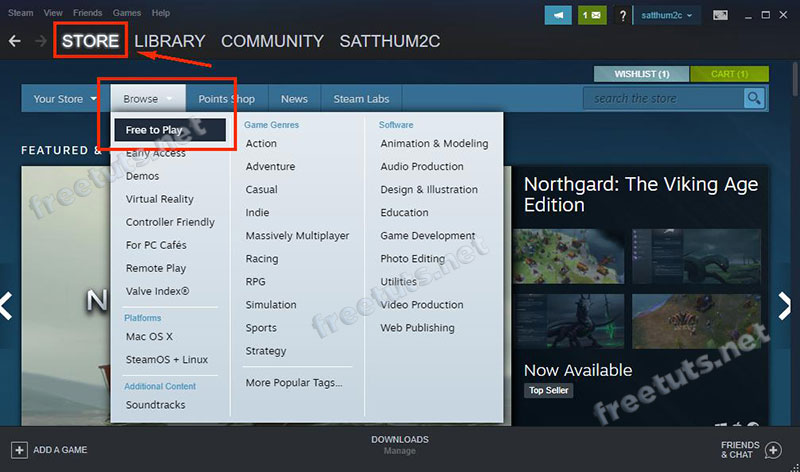 Steam View Friends Games Help
1 ? satthum2c
STORE LIBRARY COMMUNITY SATTHUM2C
WISHLIST (1) CART (1)
Your Store Browse Points Shop News Steam Labs search the store
FEATURED &
Free to Play
Early Access
Demos
Virtual Reality
Controller Friendly
For PC Cafés
Remote Play
Valve Index®
Platforms
Mac OS X
SteamOS + Linux
Additional Content
Soundtracks
Game Genres
Action
Adventure
Casual
Indie
Massively Multiplayer
Racing
RPG
Simulation
Sports
Strategy
More Popular Tags...
Software
Animation & Modeling
Audio Production
Design & Illustration
Education
Game Development
Photo Editing
Utilities
Video Production
Web Publishing
N
Northgard: The Viking Age
Edition
Now Available
Top Seller
freetuts.net
freetuts.net
freetuts.net
ADD A GAME
DOWNLOADS
Manage
FRIENDS
& CHAT